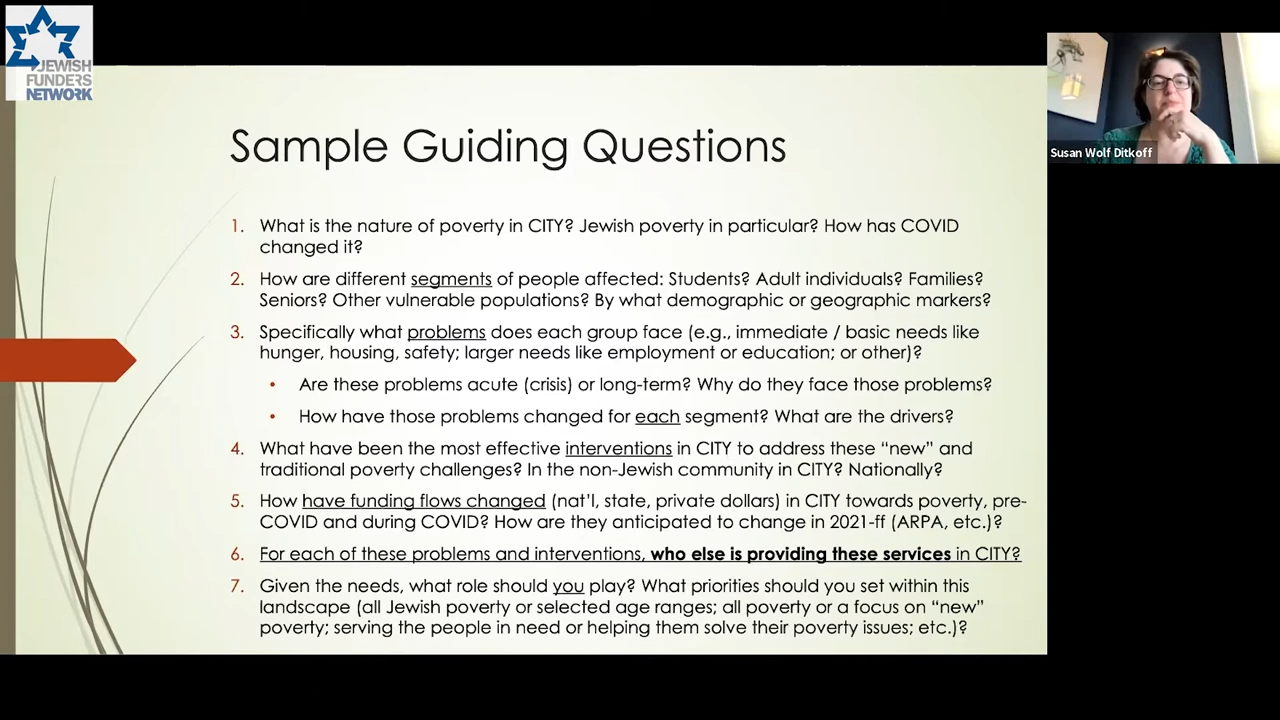 JEWISH
FUNDERS
NETWORK
Susan Wolf Ditkoff
Sample Guiding Questions
1. What is the nature of poverty in CITY? Jewish poverty in particular? How has COVID
changed it?
2. How are different segments of people affected: Students? Adult individuals? Families?
Seniors? Other vulnerable populations? By what demographic or geographic markers?
3. Specifically what problems does each group face (e.g., immediate / basic needs like
hunger, housing, safety; larger needs like employment or education; or other)?
• Are these problems acute (crisis) or long-term? Why do they face those problems?
• How have those problems changed for each segment? What are the drivers?
4. What have been the most effective interventions in CITY to address these “new” and
traditional poverty challenges? In the non-Jewish community in CITY? Nationally?
5. How have funding flows changed (nat’l, state, private dollars) in CITY towards poverty, pre-
COVID and during COVID? How are they anticipated to change in 2021-ff (ARPA, etc.)?
6. For each of these problems and interventions, who else is providing these services in CITY?
7. Given the needs, what role should you play? What priorities should you set within this
landscape (all Jewish poverty or selected age ranges; all poverty or a focus on “new”
poverty; serving the people in need or helping them solve their poverty issues; etc.)?